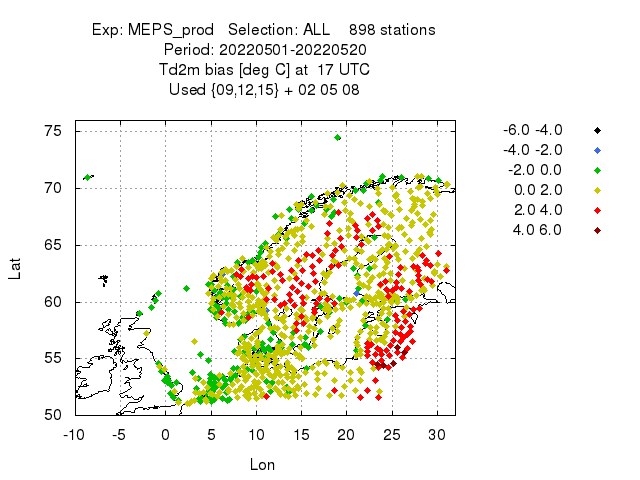 Exp: MEPS_prod   Selection: ALL    898 stations
Period: 20220501-20220520
Td2m bias [deg C] at  17 UTC
Used {09,12,15} + 02 05 08
-6.0 -4.0
-4.0 -2.0
-2.0 0.0
0.0 2.0
2.0 4.0
4.0 6.0
Lat
75
70
65
60
55
50
-10 -5 0 5 10 15 20 25 30
Lon